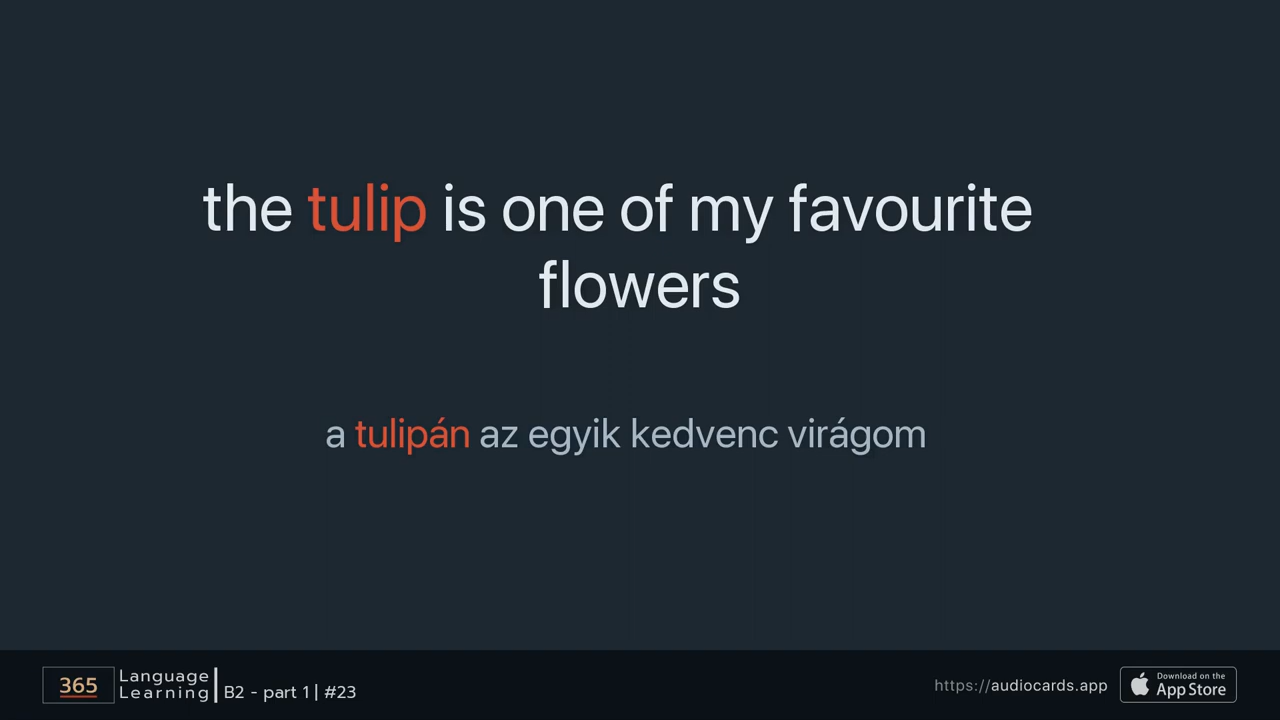 the tulip is one of my favourite
flowers
a tulipán az egyik kedvenc virágom
365 Language
Learning
B2 - part 1 | #23
https://audiocards.app
Download on the
App Store